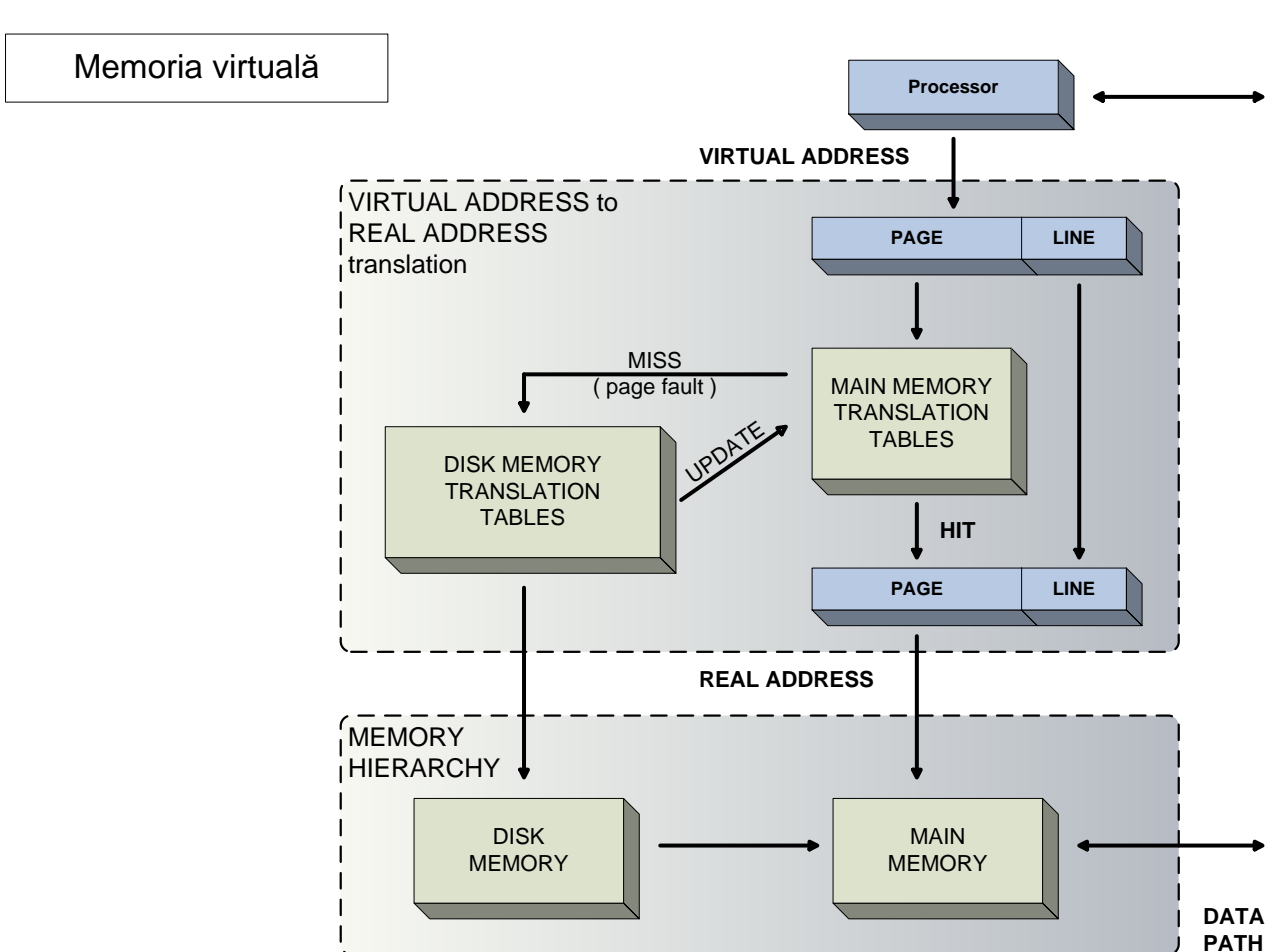 Memoria virtuală
Processor
VIRTUAL ADDRESS
VIRTUAL ADDRESS to
REAL ADDRESS
translation
PAGE
LINE
MISS
( page fault )
MAIN MEMORY
TRANSLATION
TABLES
UPDATE
DISK MEMORY
TRANSLATION
TABLES
HIT
PAGE
LINE
REAL ADDRESS
MEMORY
HIERARCHY
DISK
MEMORY
MAIN
MEMORY
DATA
PATH